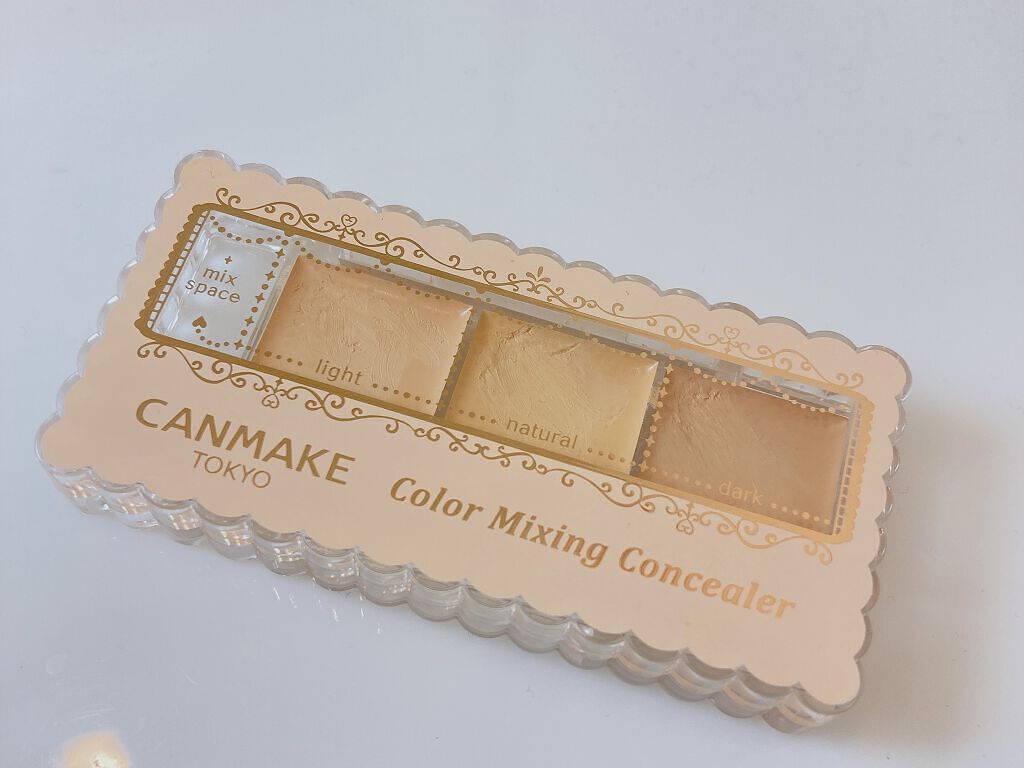 mix
space
light
natural
dark
CANMAKE
TOKYO
Color Mixing Concealer